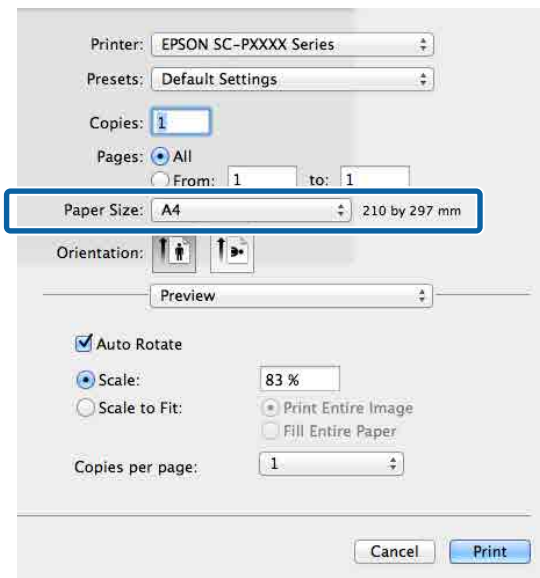 Printer: EPSON SC-PXXXX Series
Presets: Default Settings
Copies: 1
Pages: All
From: 1 to: 1
Paper Size: A4 210 by 297 mm
Orientation:
Preview
Auto Rotate
Scale: 83 %
Scale to Fit: Print Entire Image
Fill Entire Paper
Copies per page: 1
Cancel Print